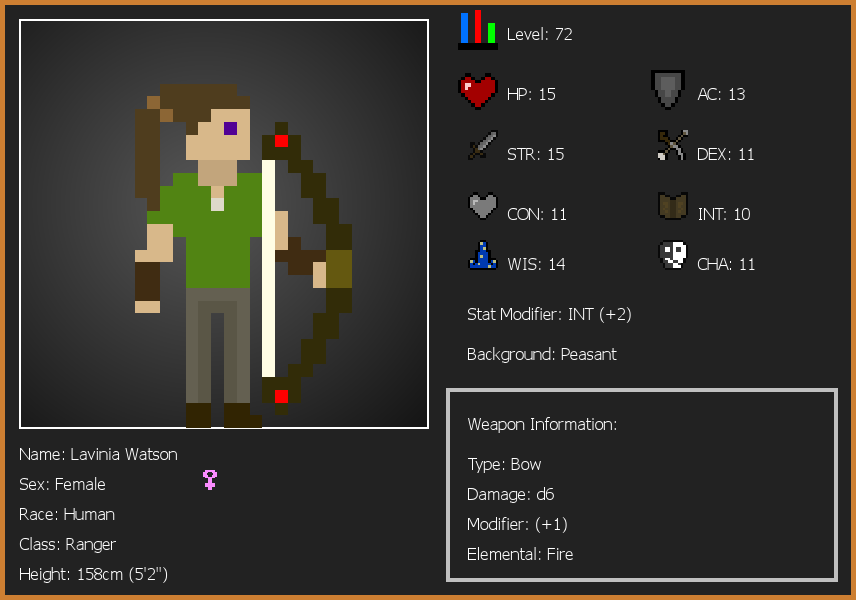 Level: 72
HP: 15
AC: 13
STR: 15
DEX: 11
CON: 11
INT: 10
WIS: 14
CHA: 11
Stat Modifier: INT (+2)
Background: Peasant
Weapon Information:
Type: Bow
Damage: d6
Modifier: (+1)
Elemental: Fire
Name: Lavinia Watson
Sex: Female
Race: Human
Class: Ranger
Height: 158cm (5'2")